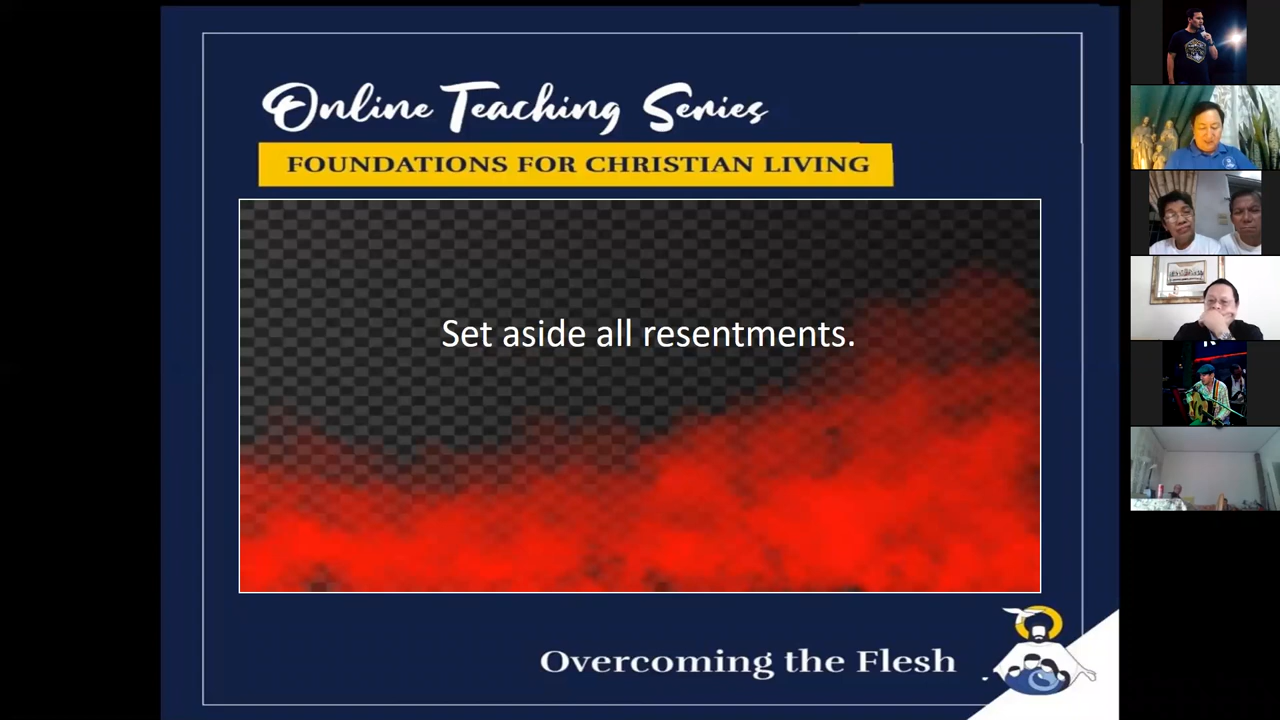 Online Teaching Series
FOUNDATIONS FOR CHRISTIAN LIVING
Set aside all resentments.
Overcoming the Flesh